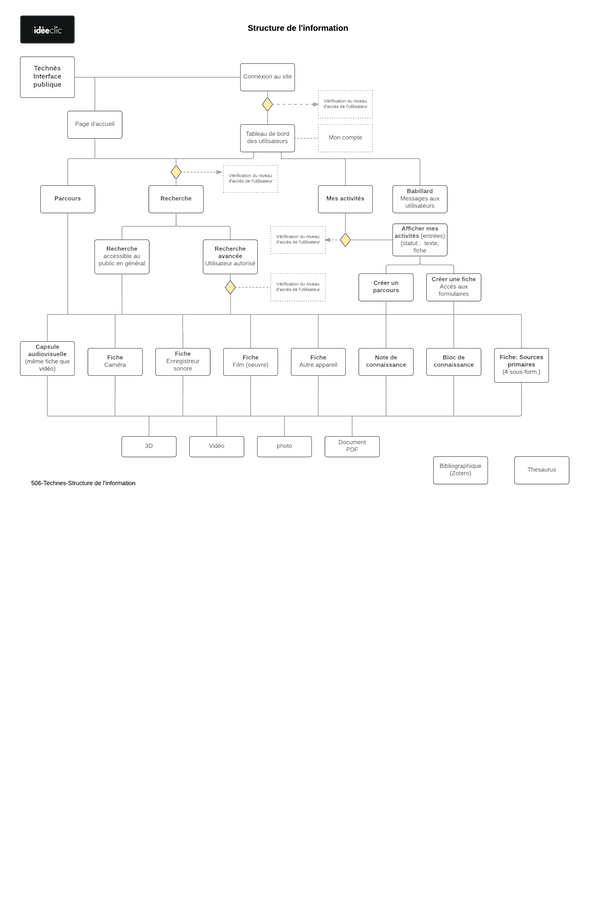 idéeclic
Structure de l'information
Technès
Interface
publique
Connexion au site
Vérification du niveau
d'accès de l'utilisateur
Page d'accueil
Tableau de bord
des utilisateurs
Mon compte
Vérification du niveau
d'accès de l'utilisateur
Parcours
Recherche
Mes activités
Babillard
Messages aux
utilisateurs
Recherche
accessible au
public en général
Recherche
avancée
Utilisateur autorisé
Vérification du niveau
d'accès de l'utilisateur
Afficher mes
activités (entrées)
(statut : texte,
fiche
Vérification du niveau
d'accès de l'utilisateur
Créer un
parcours
Créer une fiche
Accès aux
formulaires
Capsule
audiovisuelle
(même fiche que
vidéo)
Fiche
Caméra
Fiche
Enregistreur
sonore
Fiche
Film (oeuvre)
Fiche
Autre appareil
Note de
connaissance
Bloc de
connaissance
Fiche: Sources
primaires
(4 sous-form.)
3D
Vidéo
photo
Document
PDF
Bibliographique
(Zotero)
Thesaurus
506-Technes-Structure de l'information